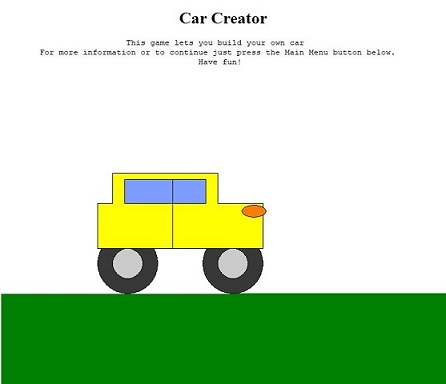 Car Creator
This game lets you build your own car
For more information or to continue just press the Main Menu button below.
Have fun!